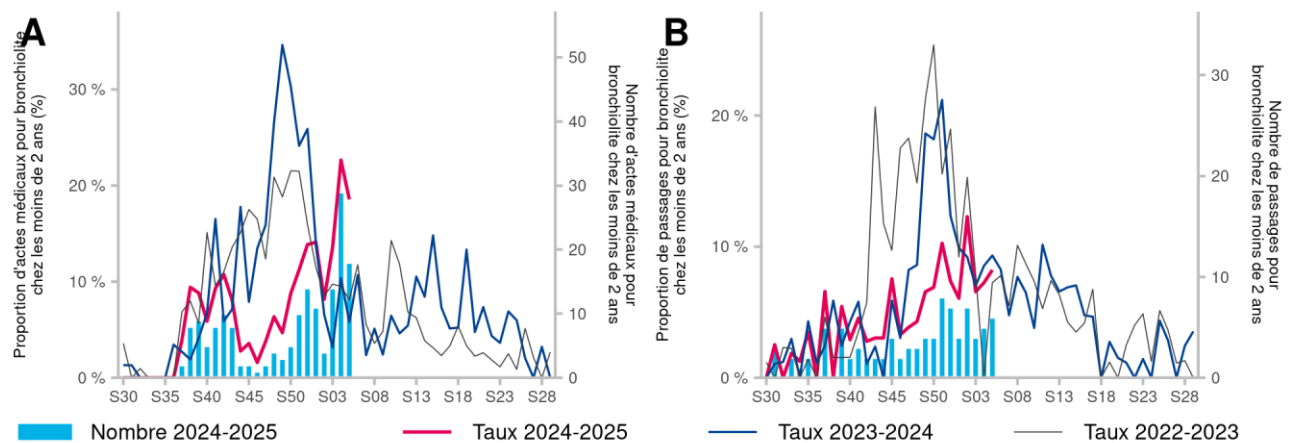 A
Proportion d'actes médicaux pour bronchiolite
chez les moins de 2 ans (%)
30 %
20 %
10 %
0 %
50
40
30
20
10
0
Nombre d'actes médicaux pour
bronchiolite chez les moins de 2 ans
S30 S35 S40 S45 S50 S03 S08 S13 S18 S23 S28
B
Proportion de passages pour bronchiolite
chez les moins de 2 ans (%)
20 %
10 %
0 %
30
20
10
0
Nombre de passages pour
bronchiolite chez les moins de 2 ans
S30 S35 S40 S45 S50 S03 S08 S13 S18 S23 S28
Nombre 2024-2025 Taux 2024-2025 Taux 2023-2024 Taux 2022-2023